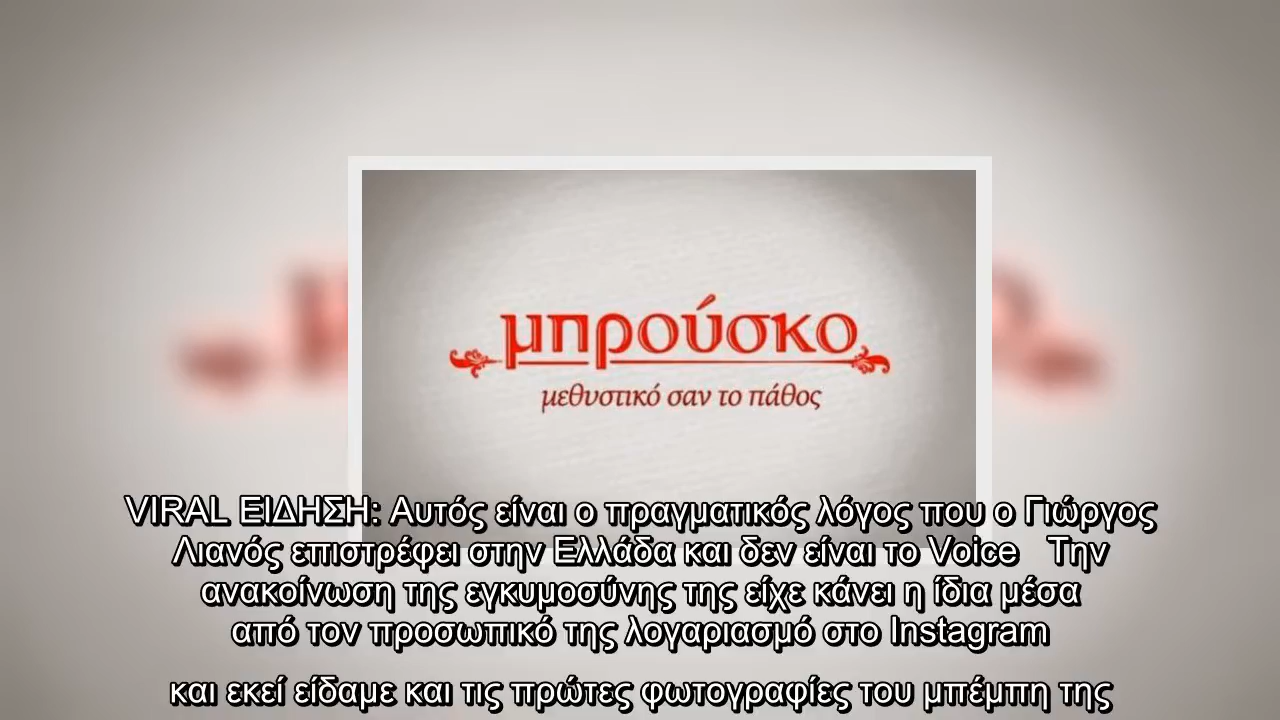 μπρούσκο
μεθυστικό σαν το πάθος
VIRAL ΕΙΔΗΣΗ: Αυτός είναι ο πραγματικός λόγος που ο Γιώργος
Λιανός επιστρέφει στην Ελλάδα και δεν είναι το Voice Την
ανακοίνωση της εγκυμοσύνης της είχε κάνει η ίδια μέσα
από τον προσωπικό της λογαριασμό στο Instagram
και εκεί είδαμε και τις πρώτες φωτογραφίες του μπέμπη της